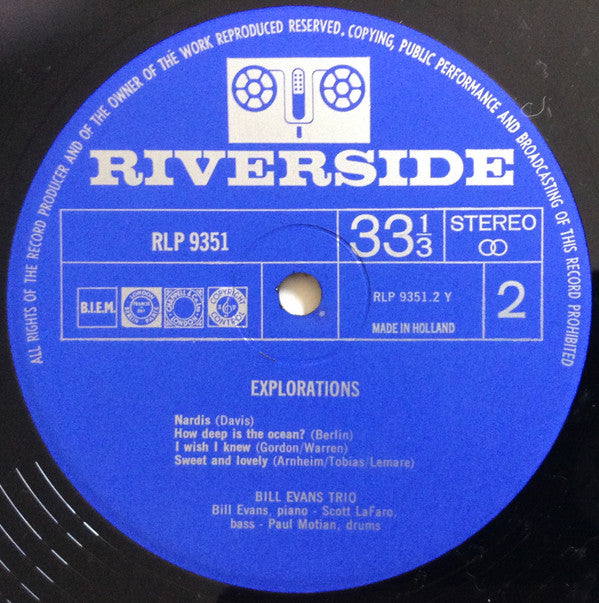 ALL RIGHTS OF THE RECORD PRODUCER AND OF THE OWNER OF THE WORK REPRODUCED RESERVED, COPYING, PUBLIC PERFORMANCE AND BROADCASTING OF THIS RECORD PROHIBITED
RIVERSIDE
RLP 9351
33 1/3
STEREO
B.I.E.M.
RLP 9351.2 Y
2
MADE IN HOLLAND
EXPLORATIONS
Nardis (Davis)
How deep is the ocean? (Berlin)
I wish I knew (Gordon/Warren)
Sweet and lovely (Arnheim/Tobias/Lemare)
BILL EVANS TRIO
Bill Evans, piano - Scott LaFaro,
bass - Paul Motian, drums